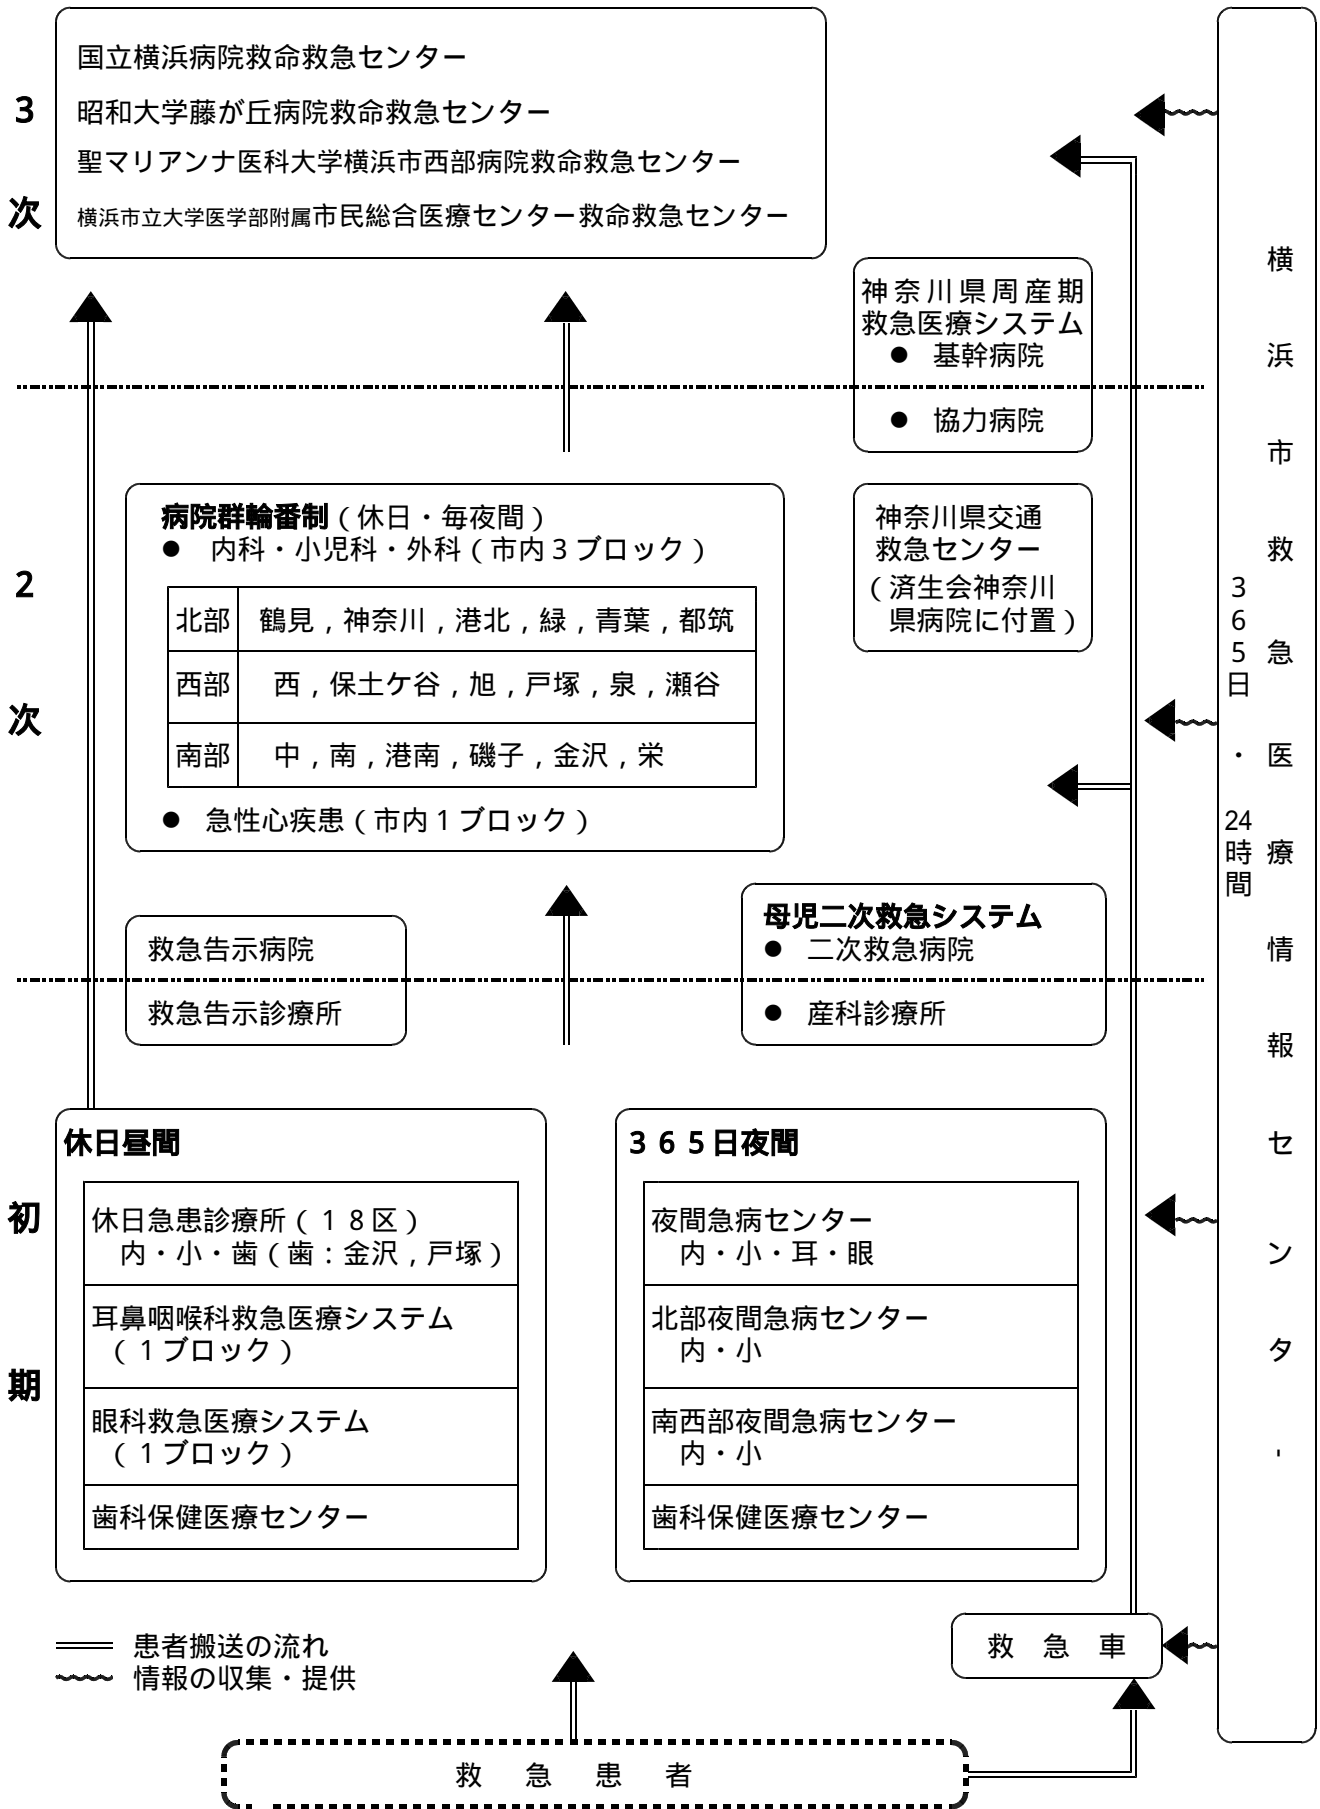 3次
国立横浜病院救命救急センター
昭和大学藤が丘病院救命救急センター
聖マリアンナ医科大学横浜市西部病院救命救急センター
横浜市立大学医学部附属市民総合医療センター救命救急センター
神奈川県周産期
救急医療システム
● 基幹病院
● 協力病院
2次
病院群輪番制（休日・毎夜間）
● 内科・小児科・外科（市内３ブロック）
北部 鶴見，神奈川，港北，緑，青葉，都筑
西部 西，保土ケ谷，旭，戸塚，泉，瀬谷
南部 中，南，港南，磯子，金沢，栄
● 急性心疾患（市内１ブロック）
神奈川県交通
救急センター
（済生会神奈川
県病院に付置）
救急告示病院
救急告示診療所
母児二次救急システム
● 二次救急病院
● 産科診療所
初期
休日昼間
休日急患診療所（１８区）
内・小・歯（歯：金沢，戸塚）
耳鼻咽喉科救急医療システム
（１ブロック）
眼科救急医療システム
（１ブロック）
歯科保健医療センター
３６５日夜間
夜間急病センター
内・小・耳・眼
北部夜間急病センター
内・小
南西部夜間急病センター
内・小
歯科保健医療センター
患者搬送の流れ
情報の収集・提供
救急車
救急患者
横浜市救急医療情報センタ-
365日・24時間